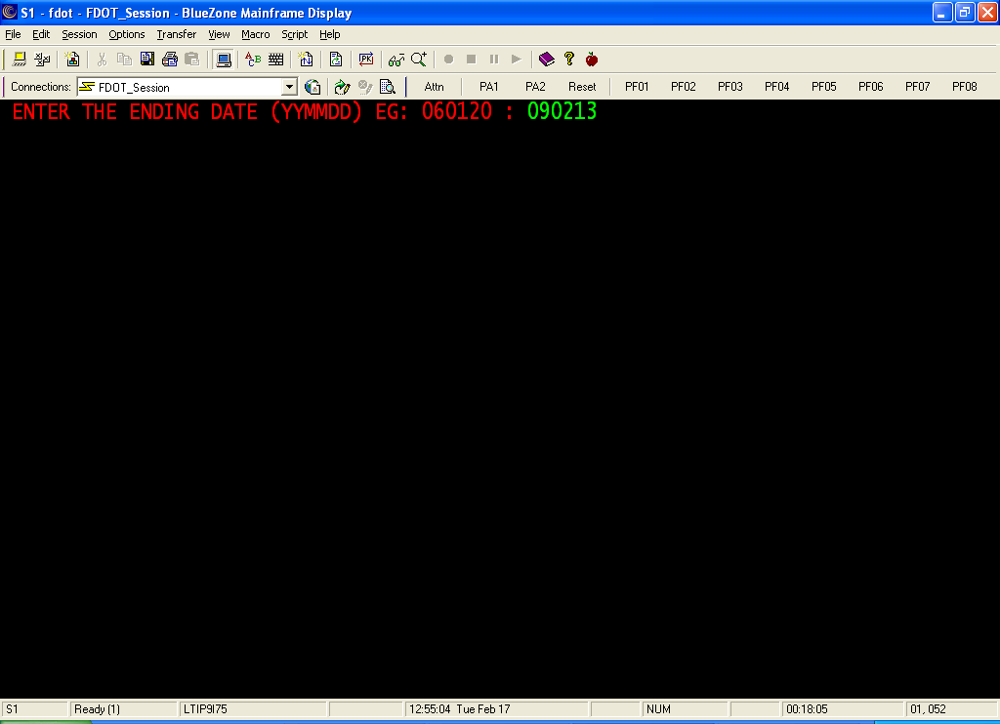 S1 - fdot - FDOT_Session - BlueZone Mainframe Display
File Edit Session Options Transfer View Macro Script Help
Connections: FDOT_Session Attn PA1 PA2 Reset PF01 PF02 PF03 PF04 PF05 PF06 PF07 PF08
ENTER THE ENDING DATE (YYMMDD) EG: 060120 : 090213
S1 Ready (1) LTIP9I75 12:55:04 Tue Feb 17 NUM 00:18:05 01, 052